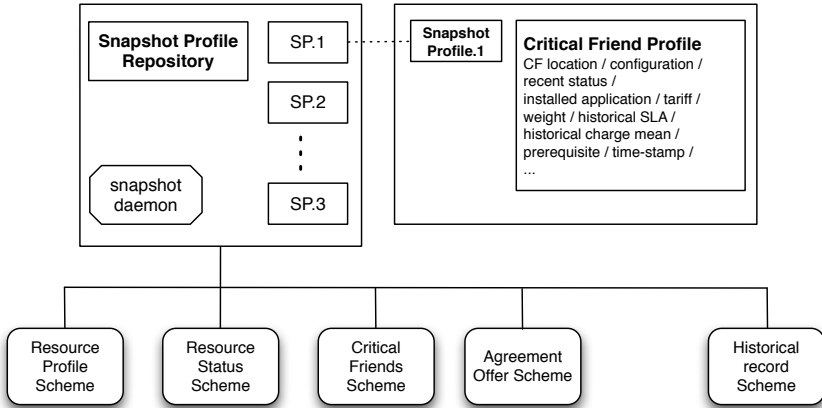 Snapshot Profile
Repository
SP.1
SP.2
SP.3
snapshot
daemon
Snapshot
Profile.1
Critical Friend Profile
CF location / configuration /
recent status /
installed application / tariff /
weight / historical SLA /
historical charge mean /
prerequisite / time-stamp /
...
Resource
Profile
Scheme
Resource
Status
Scheme
Critical
Friends
Scheme
Agreement
Offer Scheme
Historical
record
Scheme